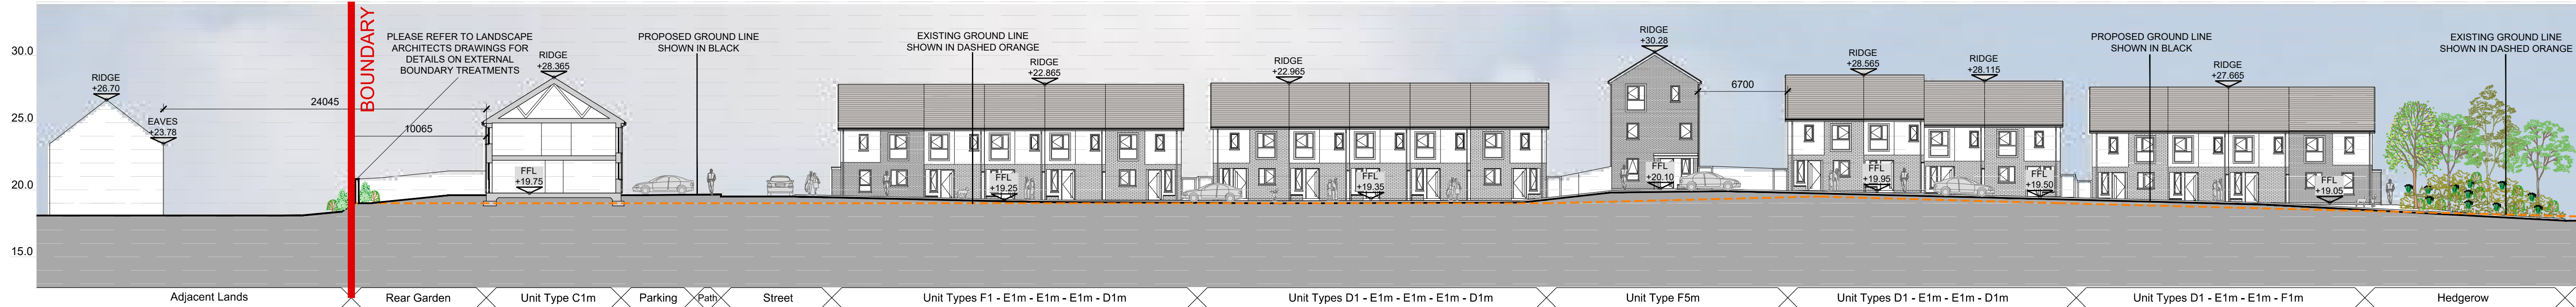 30.0
25.0
20.0
15.0
RIDGE
+26.70
EAVES
+23.78
24045
BOUNDARY
10065
PLEASE REFER TO LANDSCAPE
ARCHITECTS DRAWINGS FOR
DETAILS ON EXTERNAL
BOUNDARY TREATMENTS
RIDGE
+28.365
FFL
+19.75
PROPOSED GROUND LINE
SHOWN IN BLACK
EXISTING GROUND LINE
SHOWN IN DASHED ORANGE
RIDGE
+22.865
FFL
+19.25
RIDGE
+22.965
FFL
+19.35
RIDGE
+30.28
FFL
+20.10
6700
RIDGE
+28.565
FFL
+19.95
RIDGE
+28.115
FFL
+19.50
PROPOSED GROUND LINE
SHOWN IN BLACK
RIDGE
+27.665
FFL
+19.05
EXISTING GROUND LINE
SHOWN IN DASHED ORANGE
Adjacent Lands
Rear Garden
Unit Type C1m
Parking
Path
Street
Unit Types F1 - E1m - E1m - E1m - D1m
Unit Types D1 - E1m - E1m - E1m - D1m
Unit Type F5m
Unit Types D1 - E1m - E1m - D1m
Unit Types D1 - E1m - E1m - F1m
Hedgerow